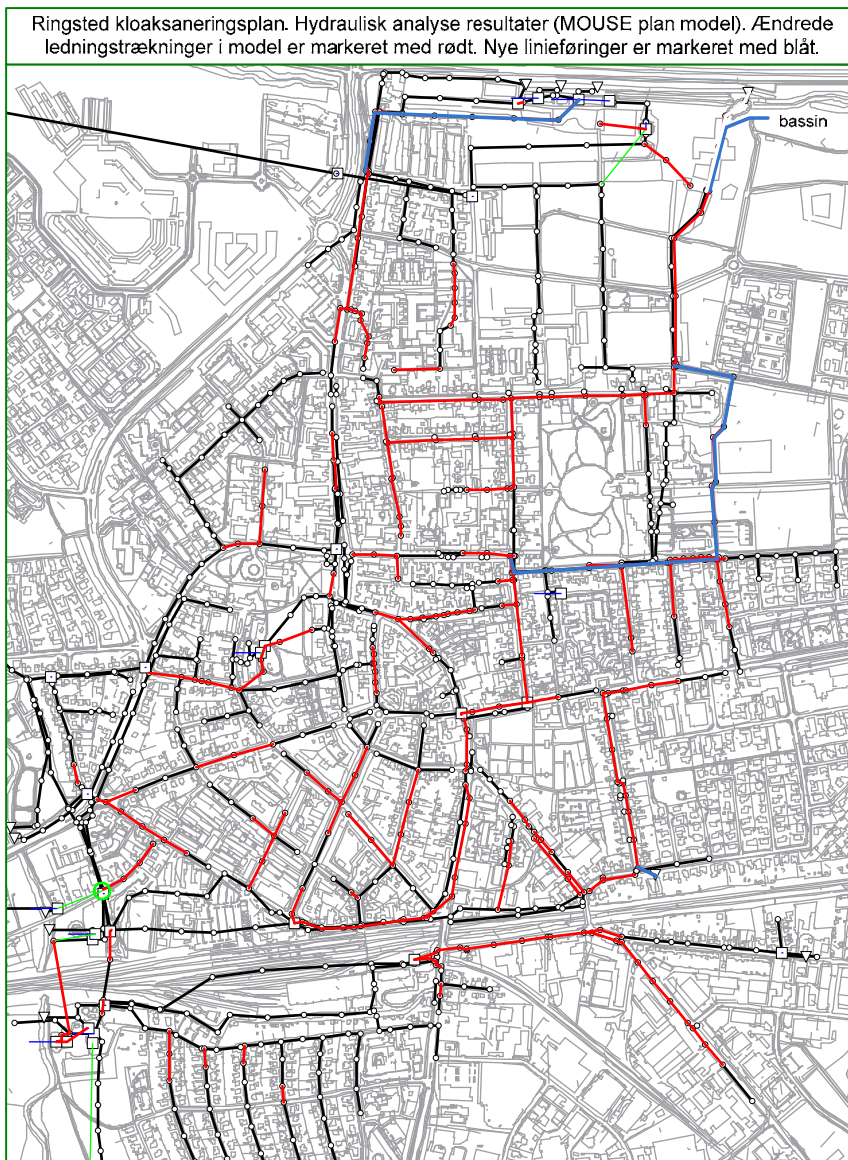 Ringsted kloaksaneringsplan. Hydraulisk analyse resultater (MOUSE plan model). Ændrede
ledningstrækninger i model er markeret med rødt. Nye linieføringer er markeret med blåt.
bassin